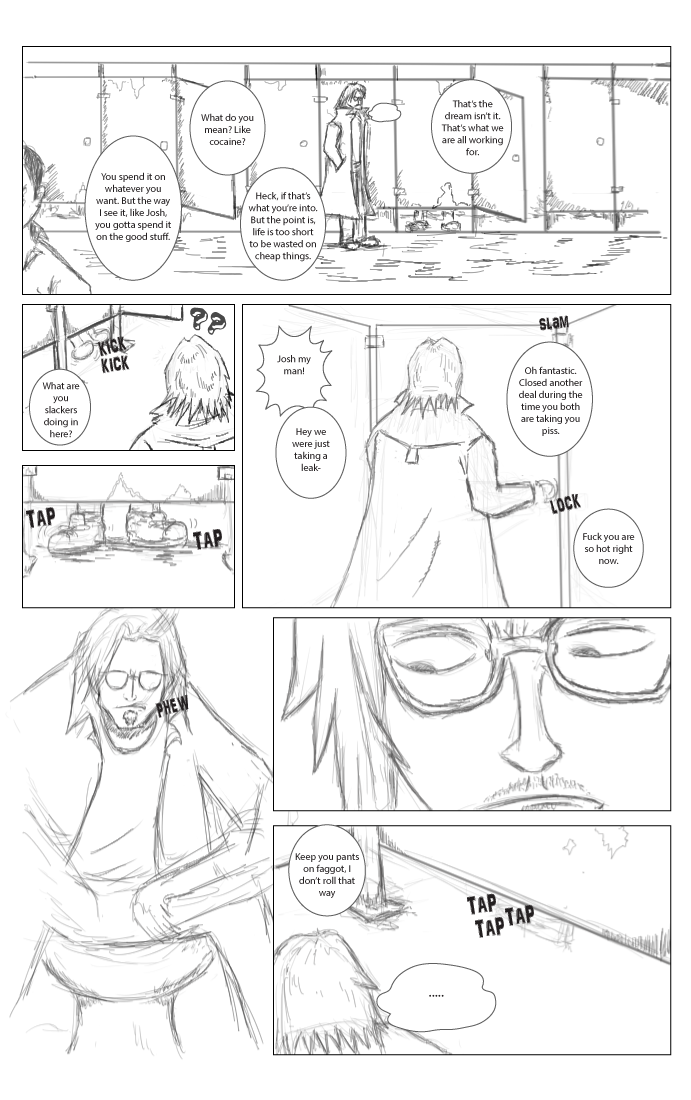 What do you
mean? Like
cocaine?
That's the
dream isn't it.
That's what we
are all working
for.
You spend it on
whatever you
want. But the way
I see it, like Josh,
you gotta spend it
on the good stuff.
Heck, if that's
what you're into.
But the point is,
life is too short
to be wasted on
cheap things.
??
KICK
KICK
What are
you
slackers
doing in
here?
SLAM
Josh my
man!
Oh fantastic.
Closed another
deal during the
time you both
are taking you
piss.
Hey we
were just
taking a
leak-
LOCK
Fuck you are
so hot right
now.
TAP
TAP
PHEW
Keep you pants
on faggot, I
don't roll that
way
TAP
TAP TAP
.....